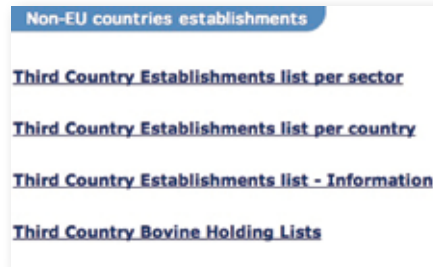 Non-EU countries establishments
Third Country Establishments list per sector
Third Country Establishments list per country
Third Country Establishments list - Information
Third Country Bovine Holding Lists